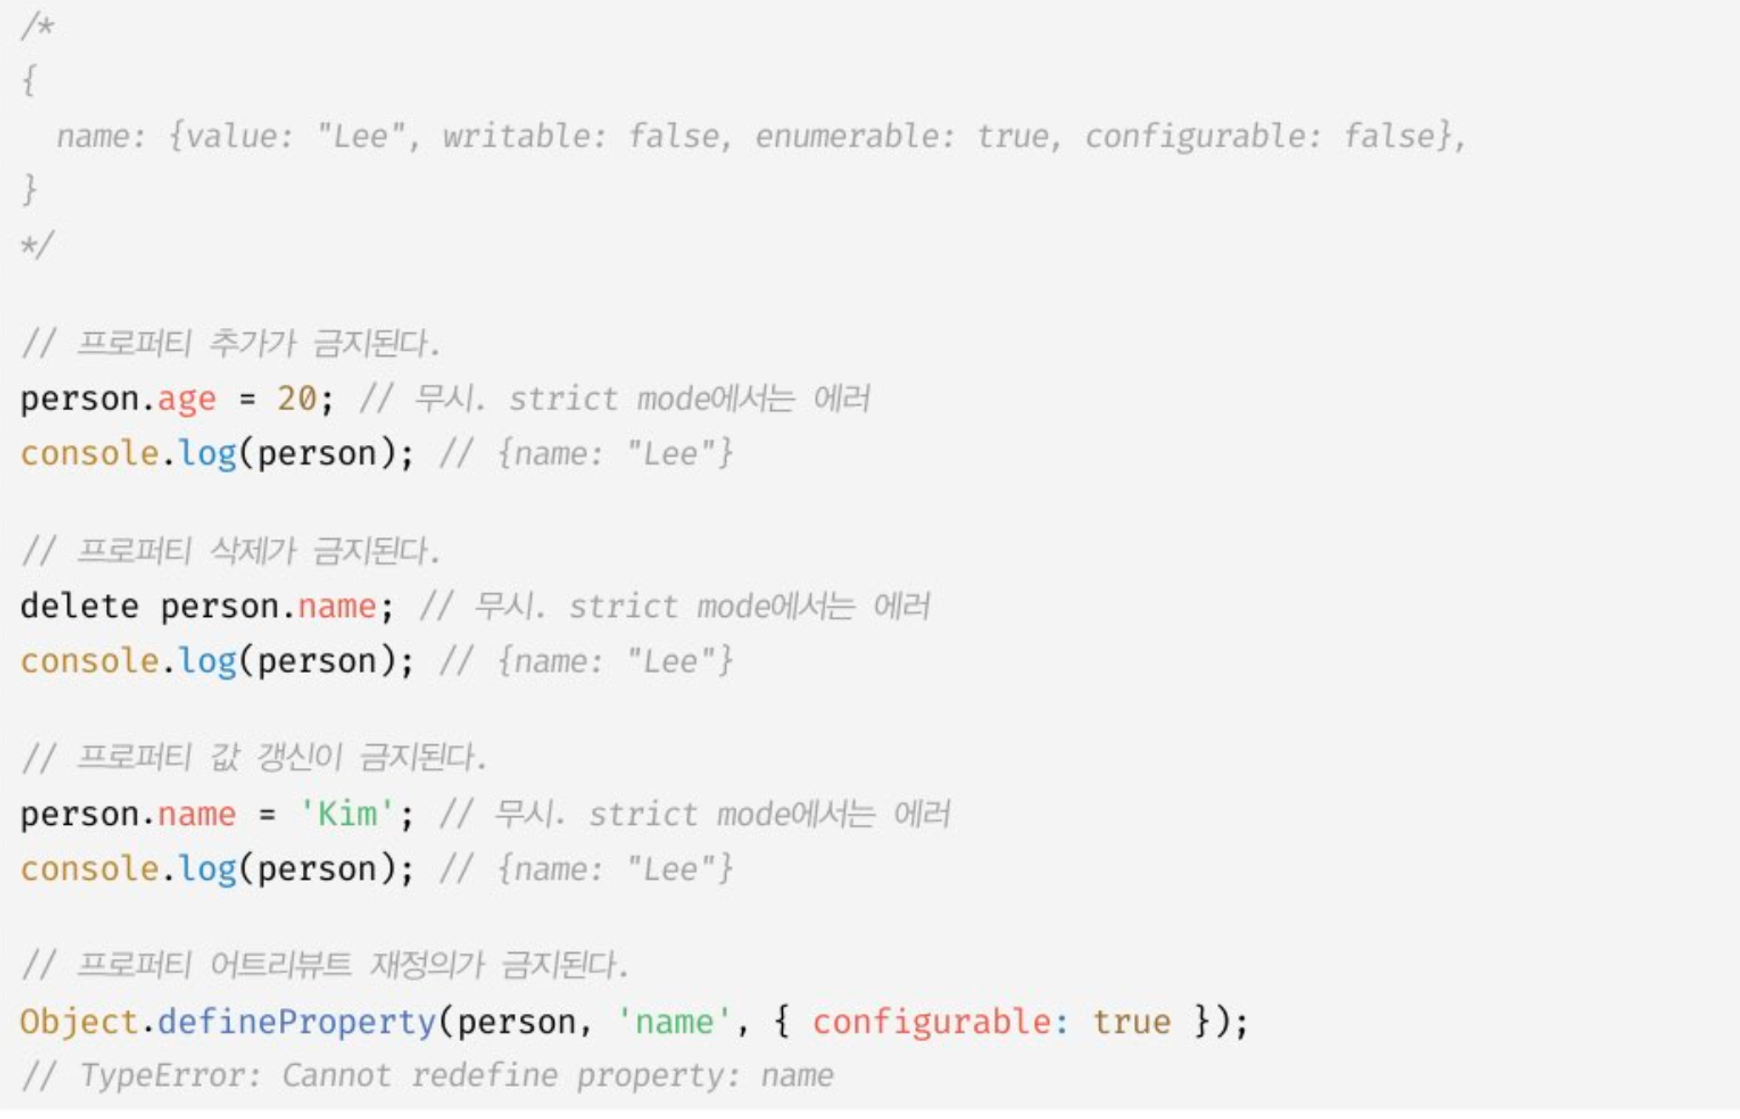 /*
{
  name: {value: "Lee", writable: false, enumerable: true, configurable: false},
}
*/
// 프로퍼티 추가가 금지된다.
person.age = 20; // 무시. strict mode에서는 에러
console.log(person); // {name: "Lee"}
// 프로퍼티 삭제가 금지된다.
delete person.name; // 무시. strict mode에서는 에러
console.log(person); // {name: "Lee"}
// 프로퍼티 값 갱신이 금지된다.
person.name = 'Kim'; // 무시. strict mode에서는 에러
console.log(person); // {name: "Lee"}
// 프로퍼티 어트리뷰트 재정의가 금지된다.
Object.defineProperty(person, 'name', { configurable: true });
// TypeError: Cannot redefine property: name